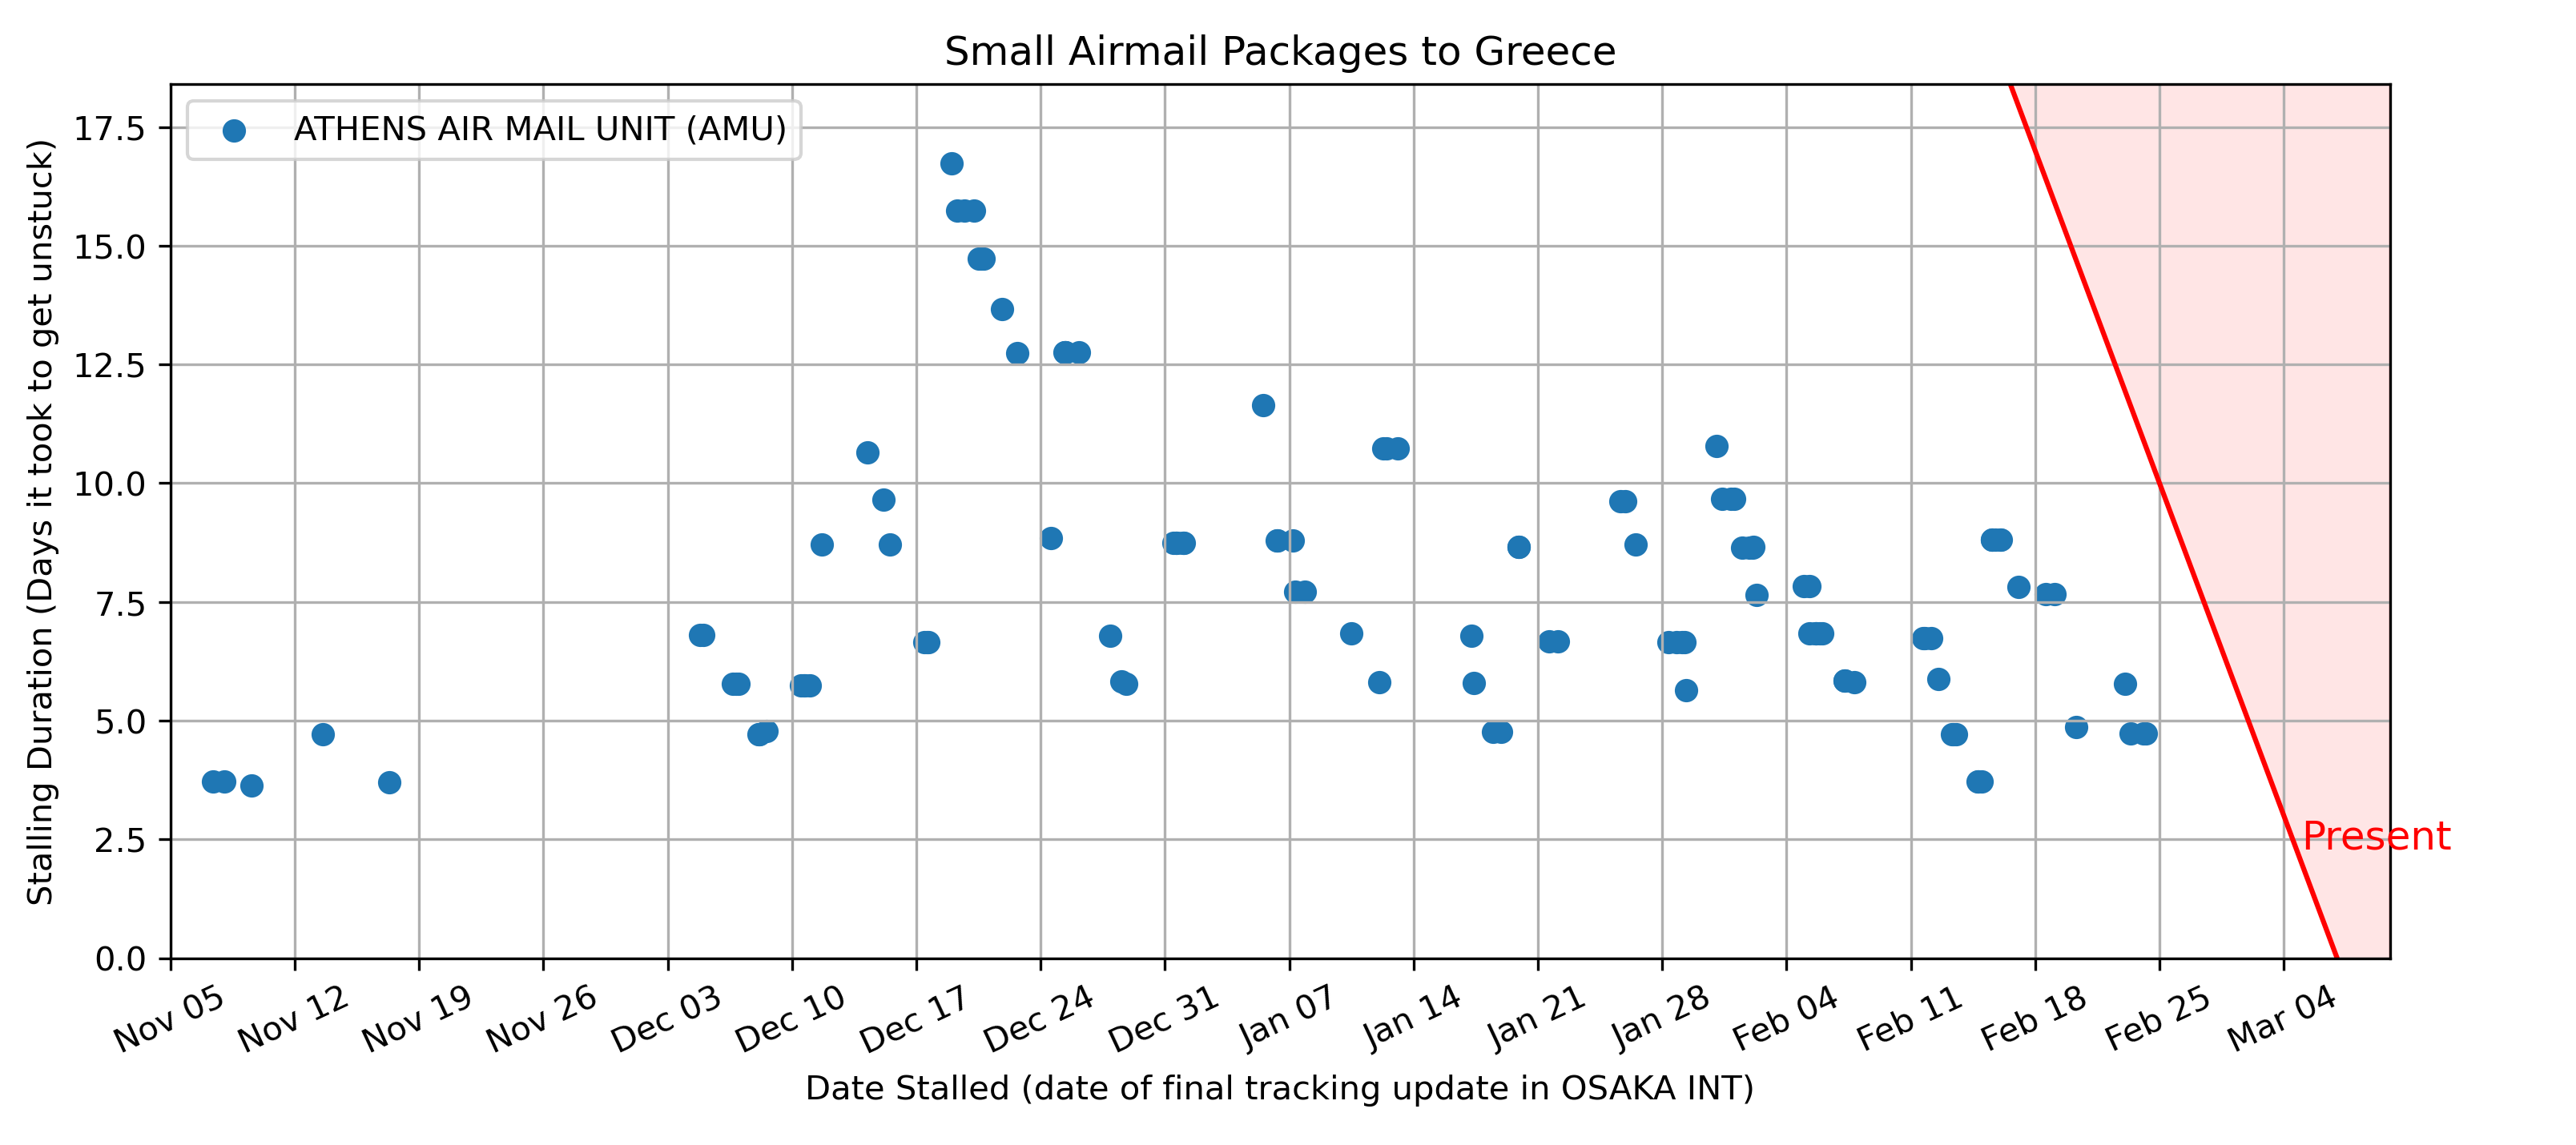 Small Airmail Packages to Greece
ATHENS AIR MAIL UNIT (AMU)
Stalling Duration (Days it took to get unstuck)
17.5
15.0
12.5
10.0
7.5
5.0
2.5
0.0
Present
Nov 05
Nov 12
Nov 19
Nov 26
Dec 03
Dec 10
Dec 17
Dec 24
Dec 31
Jan 07
Jan 14
Jan 21
Jan 28
Feb 04
Feb 11
Feb 18
Feb 25
Mar 04
Date Stalled (date of final tracking update in OSAKA INT)